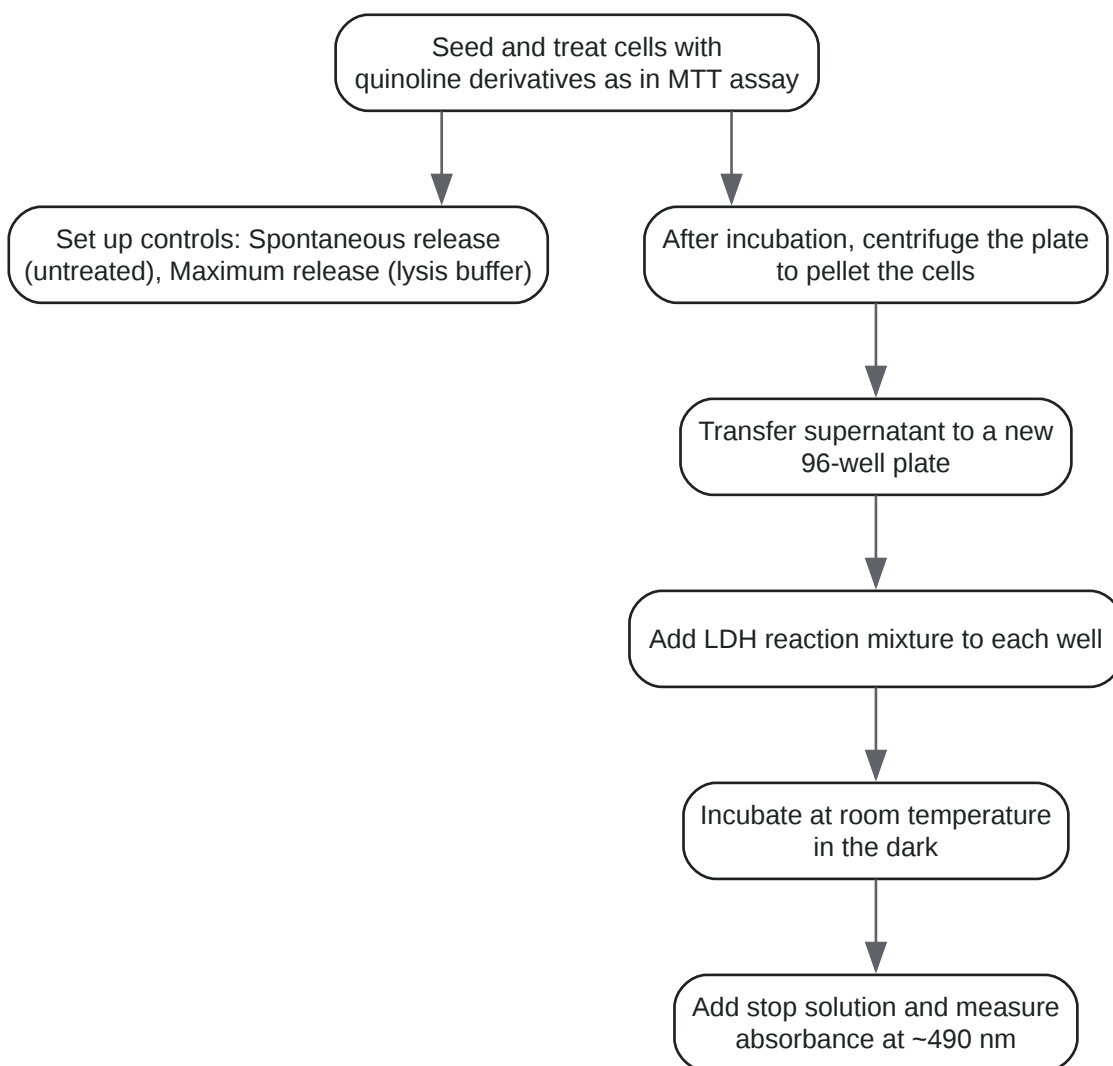 Seed and treat cells with
quinoline derivatives as in MTT assay
Set up controls: Spontaneous release
(untreated), Maximum release (lysis buffer)
After incubation, centrifuge the plate
to pellet the cells
Transfer supernatant to a new
96-well plate
Add LDH reaction mixture to each well
Incubate at room temperature
in the dark
Add stop solution and measure
absorbance at ~490 nm